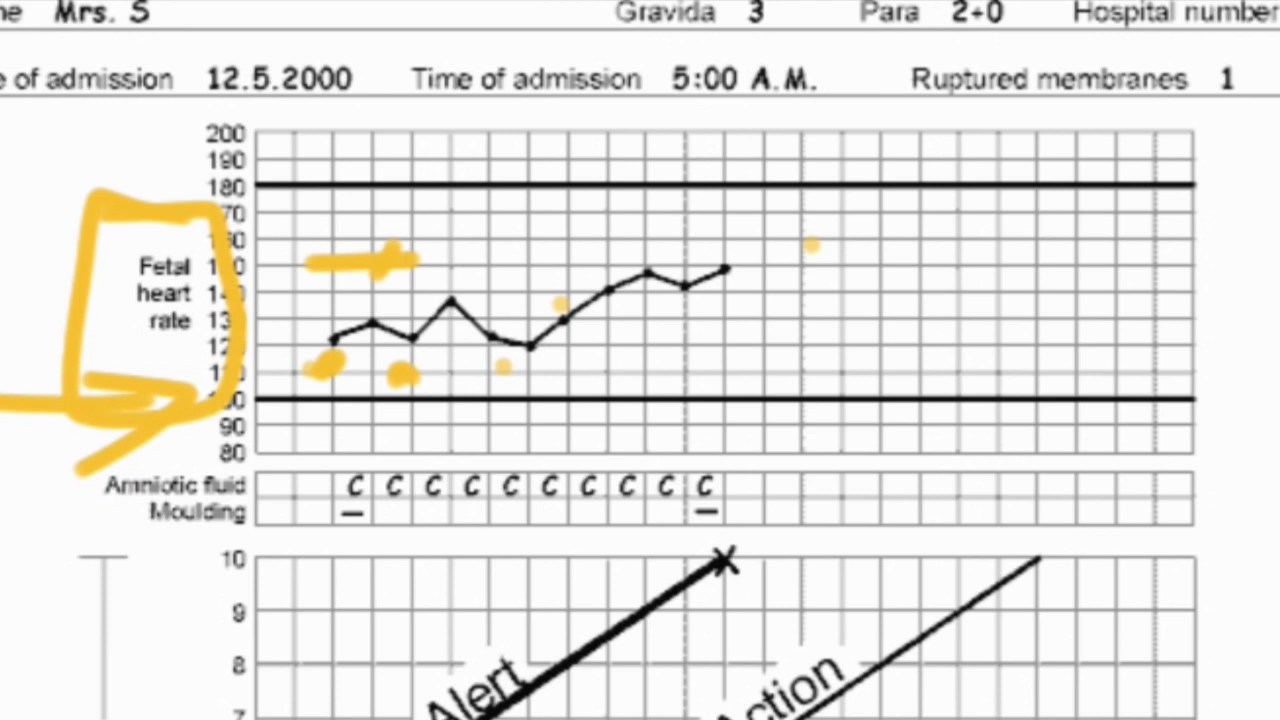 Mrs. S Gravida 3 Para 2+0 Hospital number
of admission 12.5.2000 Time of admission 5:00 A.M. Ruptured membranes 1
200
190
180
Fetal
heart
rate
90
80
Amniotic fluid C C C C C C C C C C
Moulding – –
10
9
8
7
Alert
Action